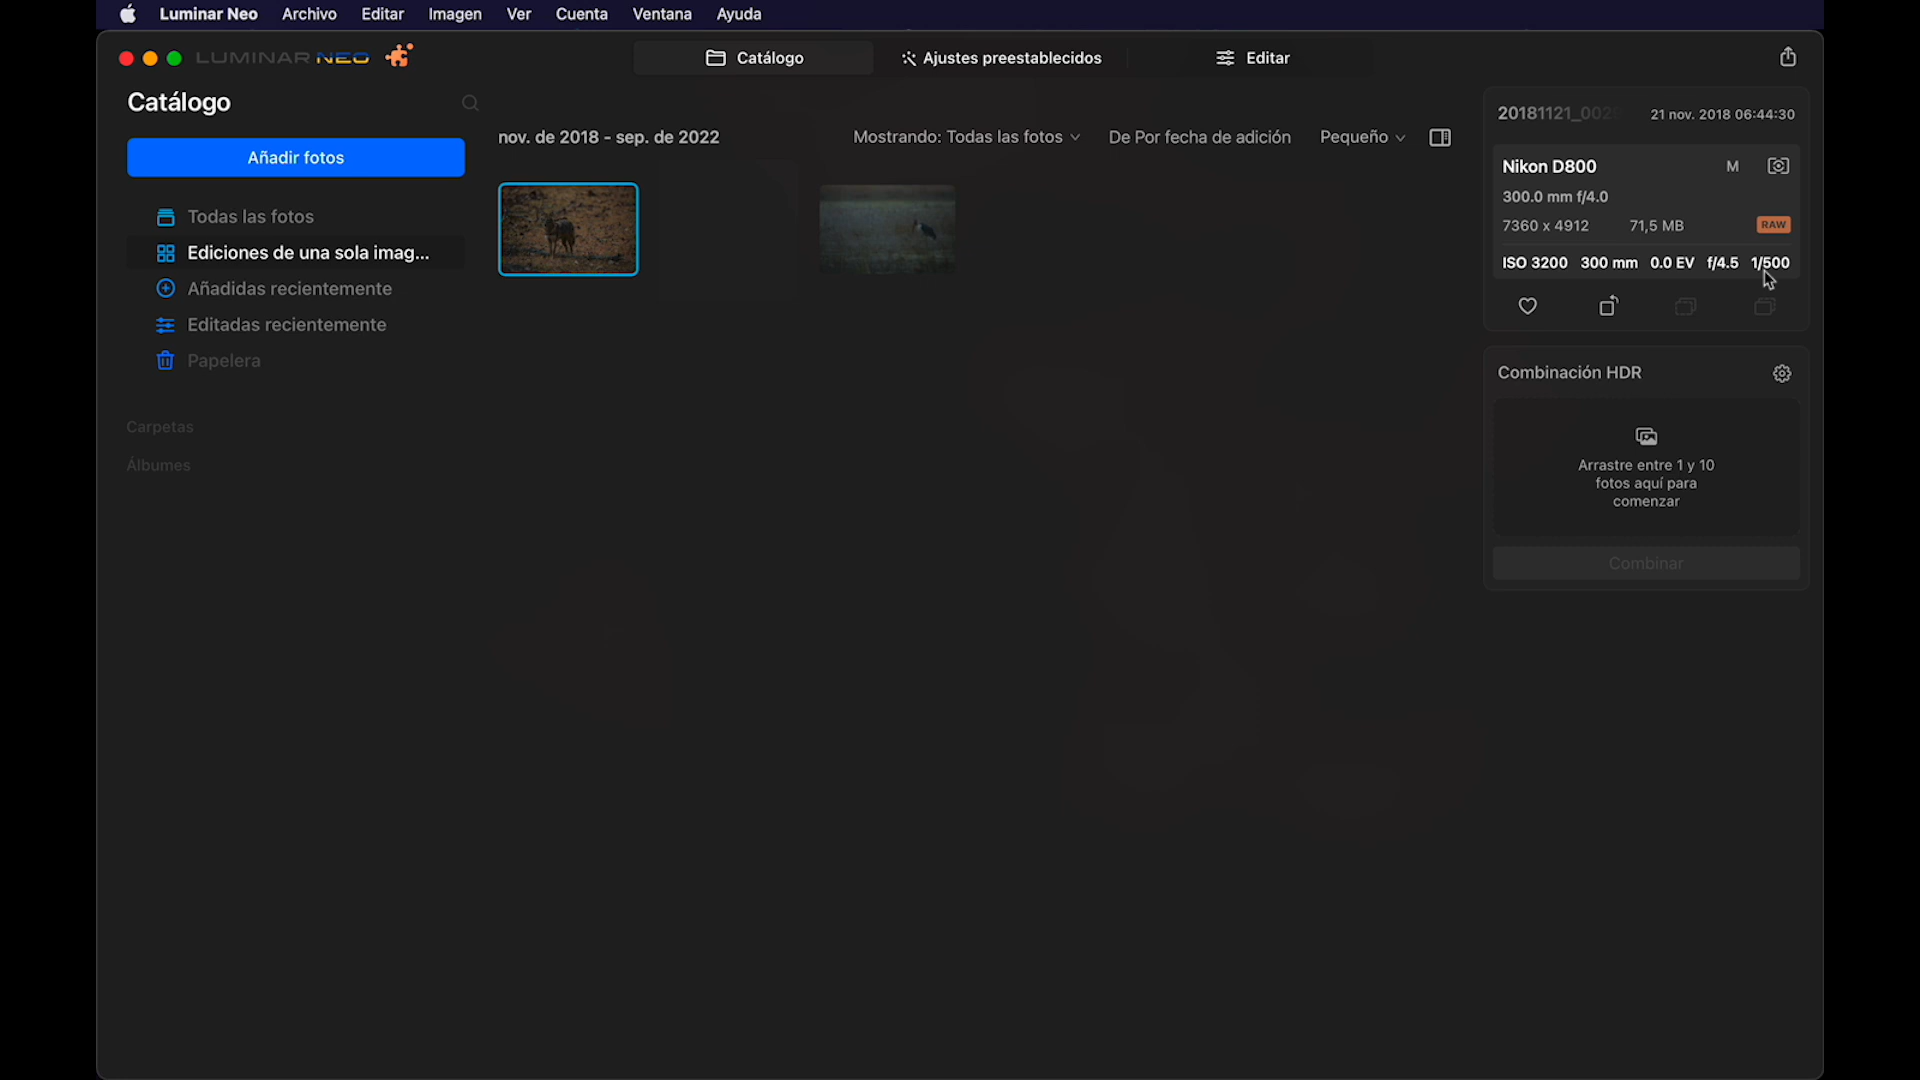 Luminar Neo Archivo Editar Imagen Ver Cuenta Ventana Ayuda
LUMINAR NEO
Catálogo
Ajustes preestablecidos
Editar
Catálogo
Añadir fotos
Todas las fotos
Ediciones de una sola imag...
Añadidas recientemente
Editadas recientemente
Papelera
Carpetas
Álbumes
nov. de 2018 - sep. de 2022
Mostrando: Todas las fotos
De Por fecha de adición
Pequeño
20181121_002 21 nov. 2018 06:44:30
Nikon D800 M
300.0 mm f/4.0
7360 x 4912 71,5 MB RAW
ISO 3200 300 mm 0.0 EV f/4.5 1/500
Combinación HDR
Arrastre entre 1 y 10
fotos aquí para
comenzar
Combinar